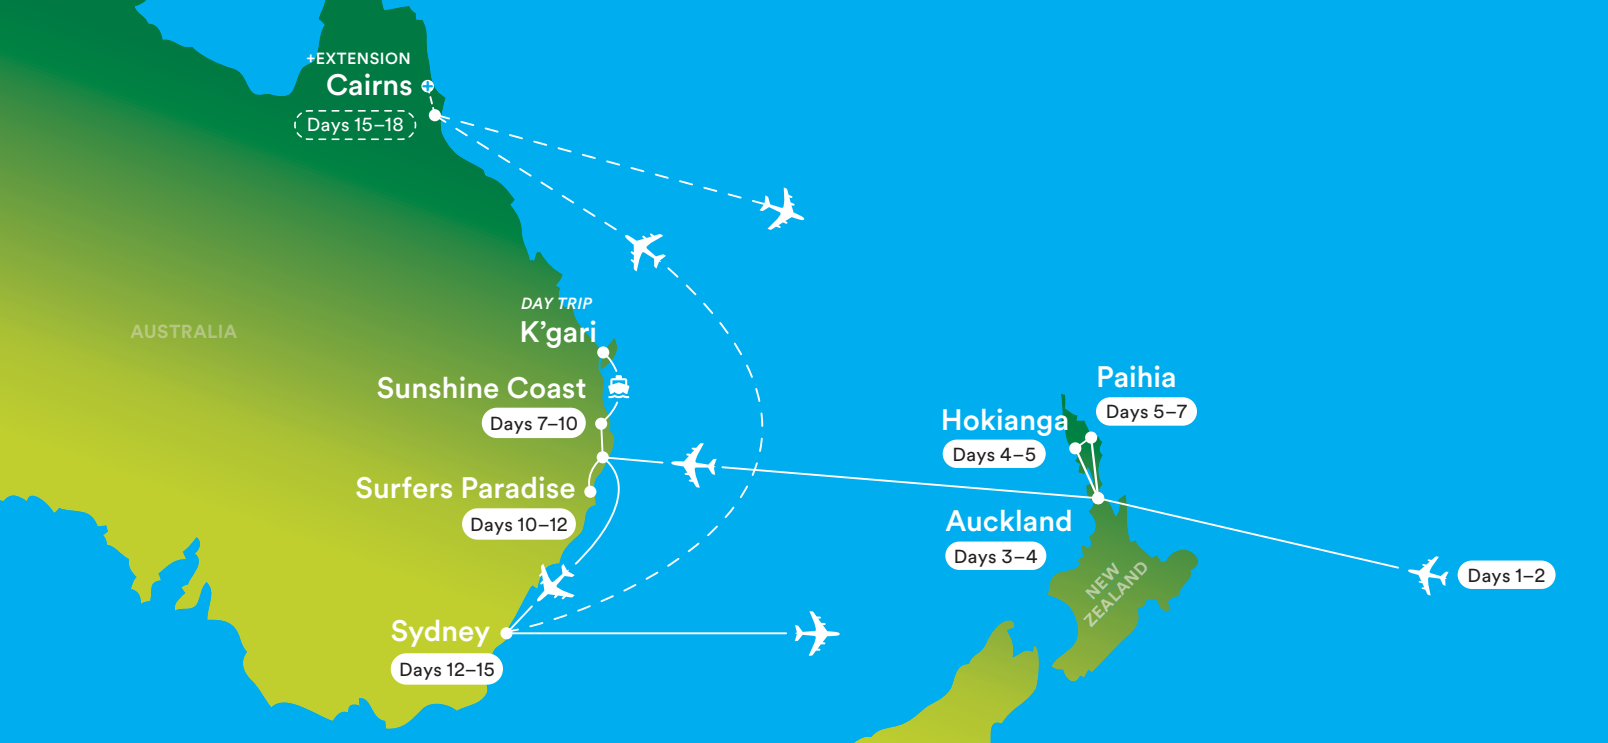 +EXTENSION
Cairns
Days 15–18
DAY TRIP
K’gari
AUSTRALIA
Sunshine Coast
Days 7–10
Surfers Paradise
Days 10–12
Sydney
Days 12–15
Paihia
Days 5–7
Hokianga
Days 4–5
Auckland
Days 3–4
NEW
ZEALAND
Days 1–2